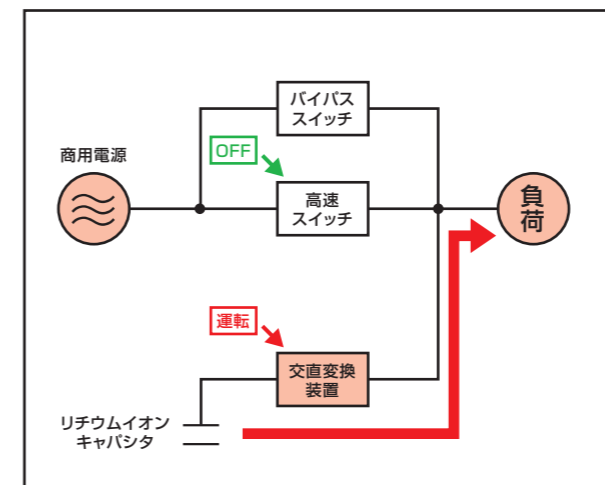 バイパス
スイッチ
OFF
商用電源
高速
スイッチ
負
荷
運転
交直変換
装置
リチウムイオン
キャパシタ